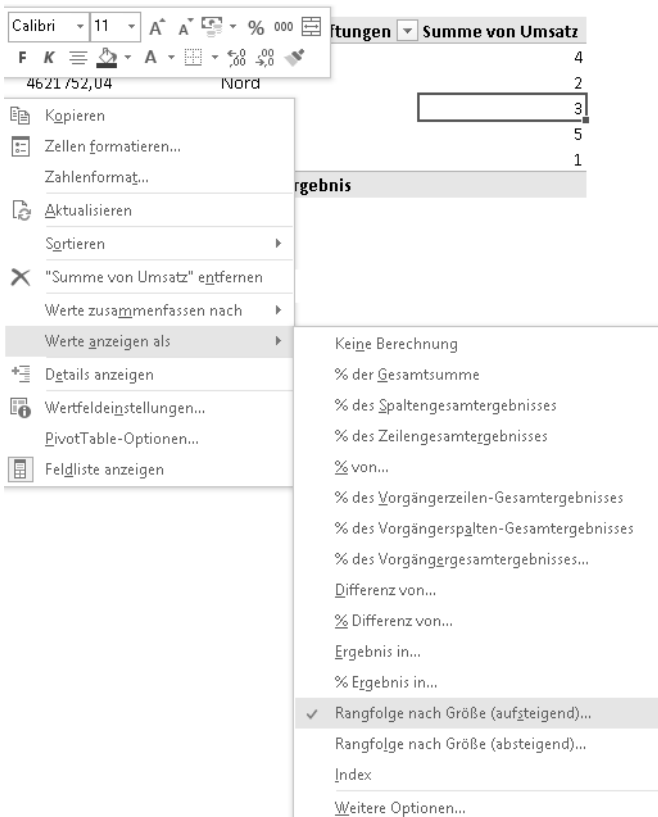 Calibri 11 A A % 000
ftungen Summe von Umsatz
F K A ,00 ,0
4
4621752,04 Nord 2
3
5
1
rgebnis
Kopieren
Zellen formatieren...
Zahlenformat...
Aktualisieren
Sortieren
"Summe von Umsatz" entfernen
Werte zusammenfassen nach
Werte anzeigen als
Details anzeigen
Wertfeldeinstellungen...
PivotTable-Optionen...
Feldliste anzeigen
Keine Berechnung
% der Gesamtsumme
% des Spaltengesamtergebnisses
% des Zeilengesamtergebnisses
% von...
% des Vorgängerzeilen-Gesamtergebnisses
% des Vorgängerspalten-Gesamtergebnisses
% des Vorgängergesamtergebnisses...
Differenz von...
% Differenz von...
Ergebnis in...
% Ergebnis in...
Rangfolge nach Größe (aufsteigend)...
Rangfolge nach Größe (absteigend)...
Index
Weitere Optionen...